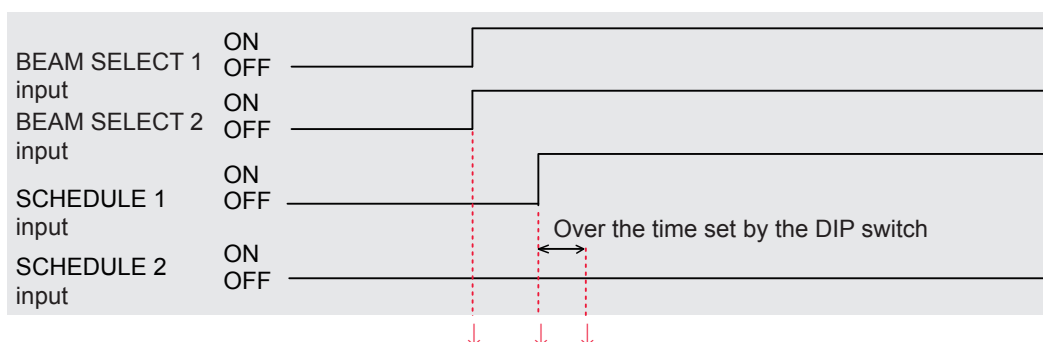 ON
BEAM SELECT 1 OFF
input
ON
BEAM SELECT 2 OFF
input
ON
SCHEDULE 1 OFF
input
Over the time set by the DIP switch
ON
SCHEDULE 2 OFF
input